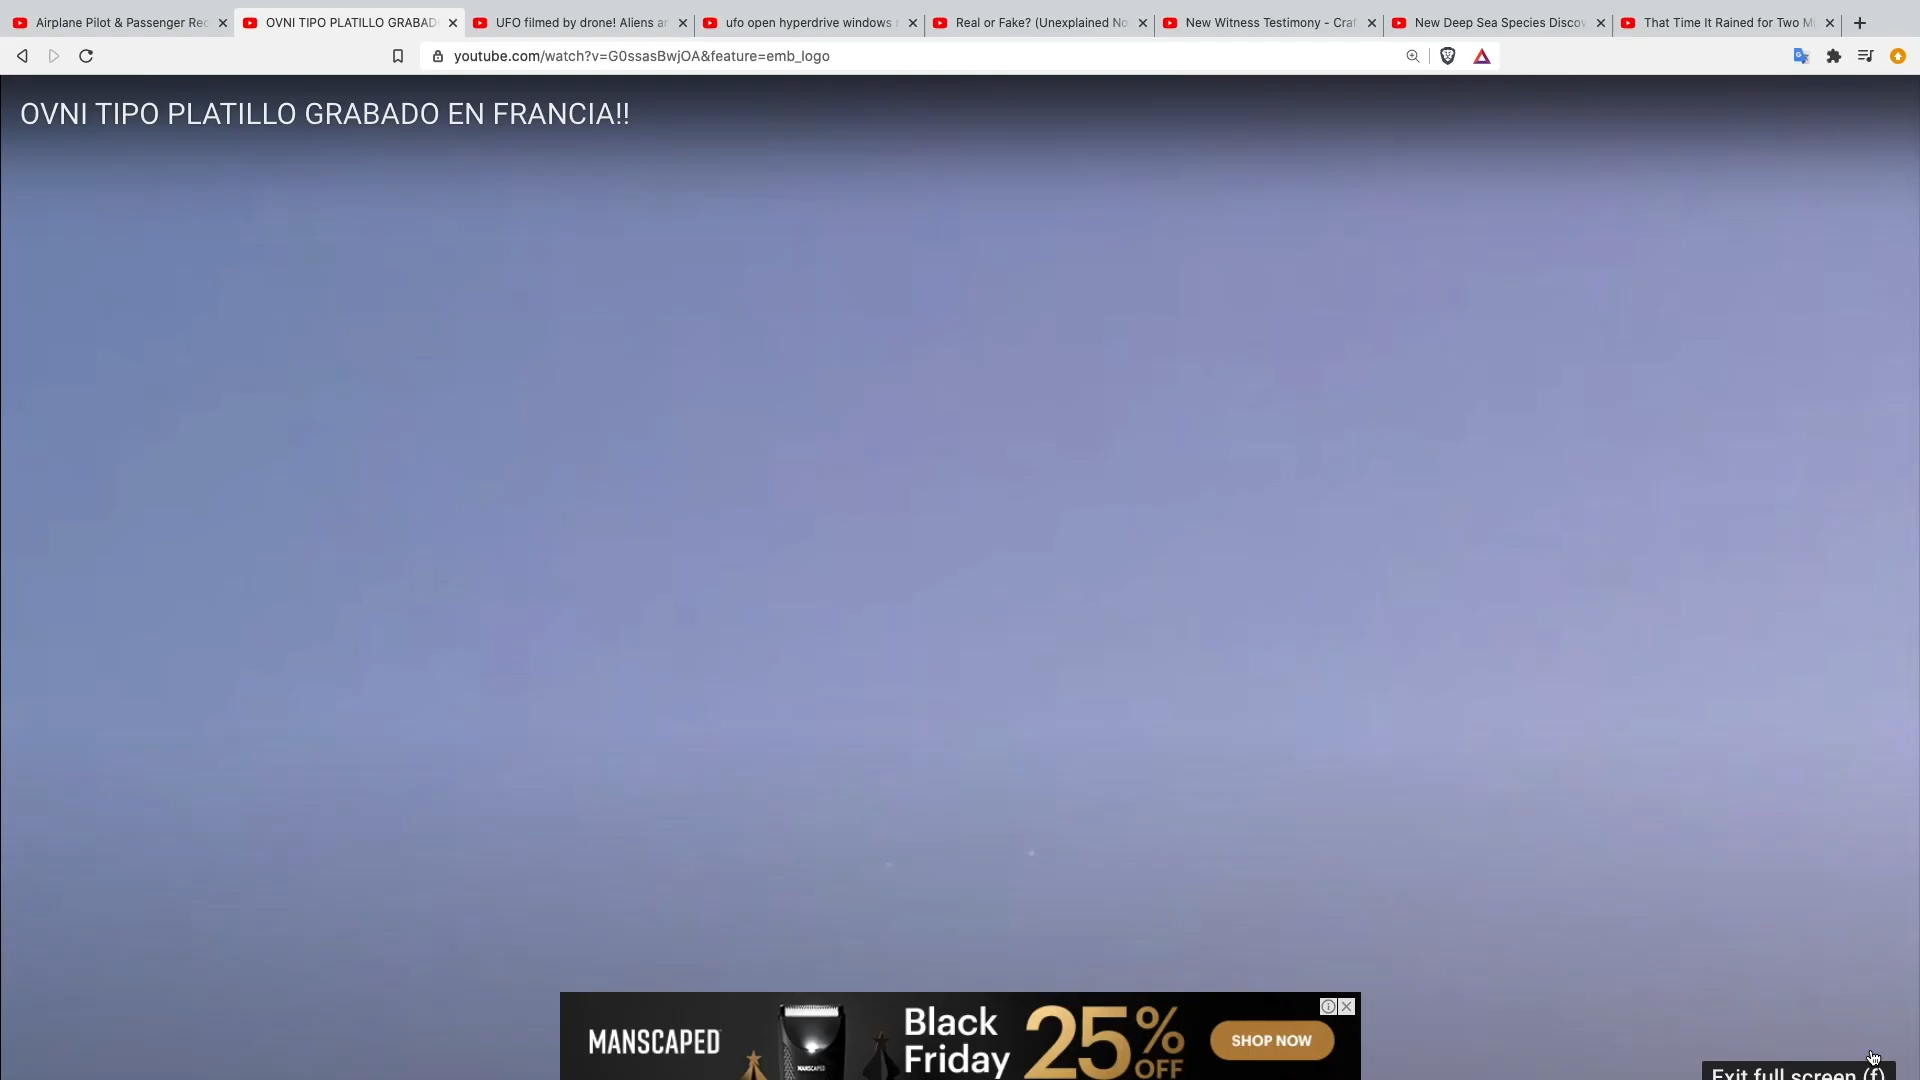 Airplane Pilot & Passenger Rec
OVNI TIPO PLATILLO GRABAD
UFO filmed by drone! Aliens ar
ufo open hyperdrive windows
Real or Fake? (Unexplained No
New Witness Testimony - Craf
New Deep Sea Species Disco
That Time It Rained for Two Mi
youtube.com/watch?v=G0ssasBwjOA&feature=emb_logo
OVNI TIPO PLATILLO GRABADO EN FRANCIA!!
MANSCAPED
MANSCAPED
Black
Friday
25%
OFF
SHOP NOW
Exit full screen (f)